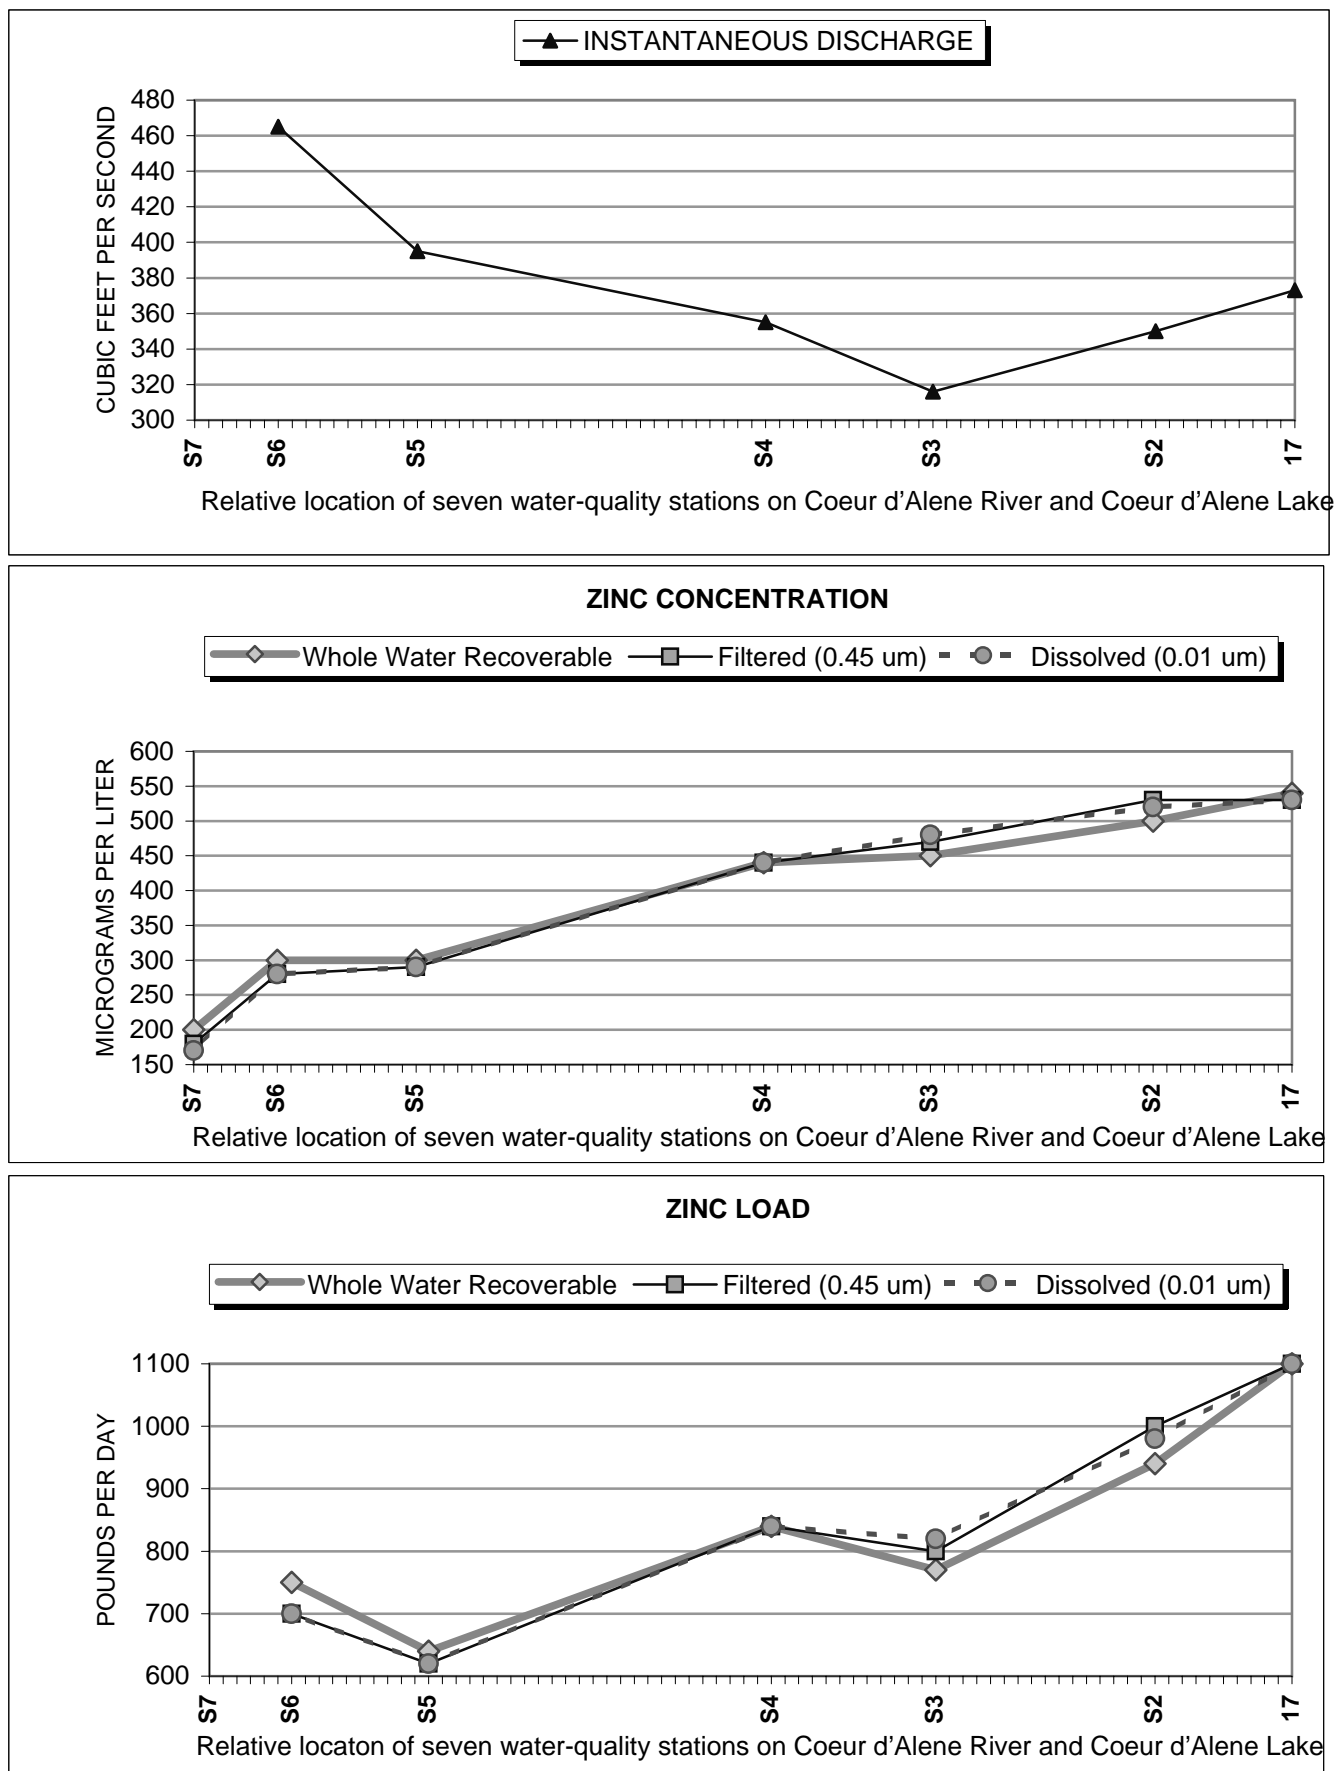 INSTANTANEOUS DISCHARGE
CUBIC FEET PER SECOND
480
460
440
420
400
380
360
340
320
300
S7 S6 S5 S4 S3 S2 17
Relative location of seven water-quality stations on Coeur d’Alene River and Coeur d’Alene Lake
ZINC CONCENTRATION
Whole Water Recoverable Filtered (0.45 um) Dissolved (0.01 um)
MICROGRAMS PER LITER
600
550
500
450
400
350
300
250
200
150
S7 S6 S5 S4 S3 S2 17
Relative location of seven water-quality stations on Coeur d’Alene River and Coeur d’Alene Lake
ZINC LOAD
Whole Water Recoverable Filtered (0.45 um) Dissolved (0.01 um)
POUNDS PER DAY
1100
1000
900
800
700
600
S7 S6 S5 S4 S3 S2 17
Relative locaton of seven water-quality stations on Coeur d’Alene River and Coeur d’Alene Lake